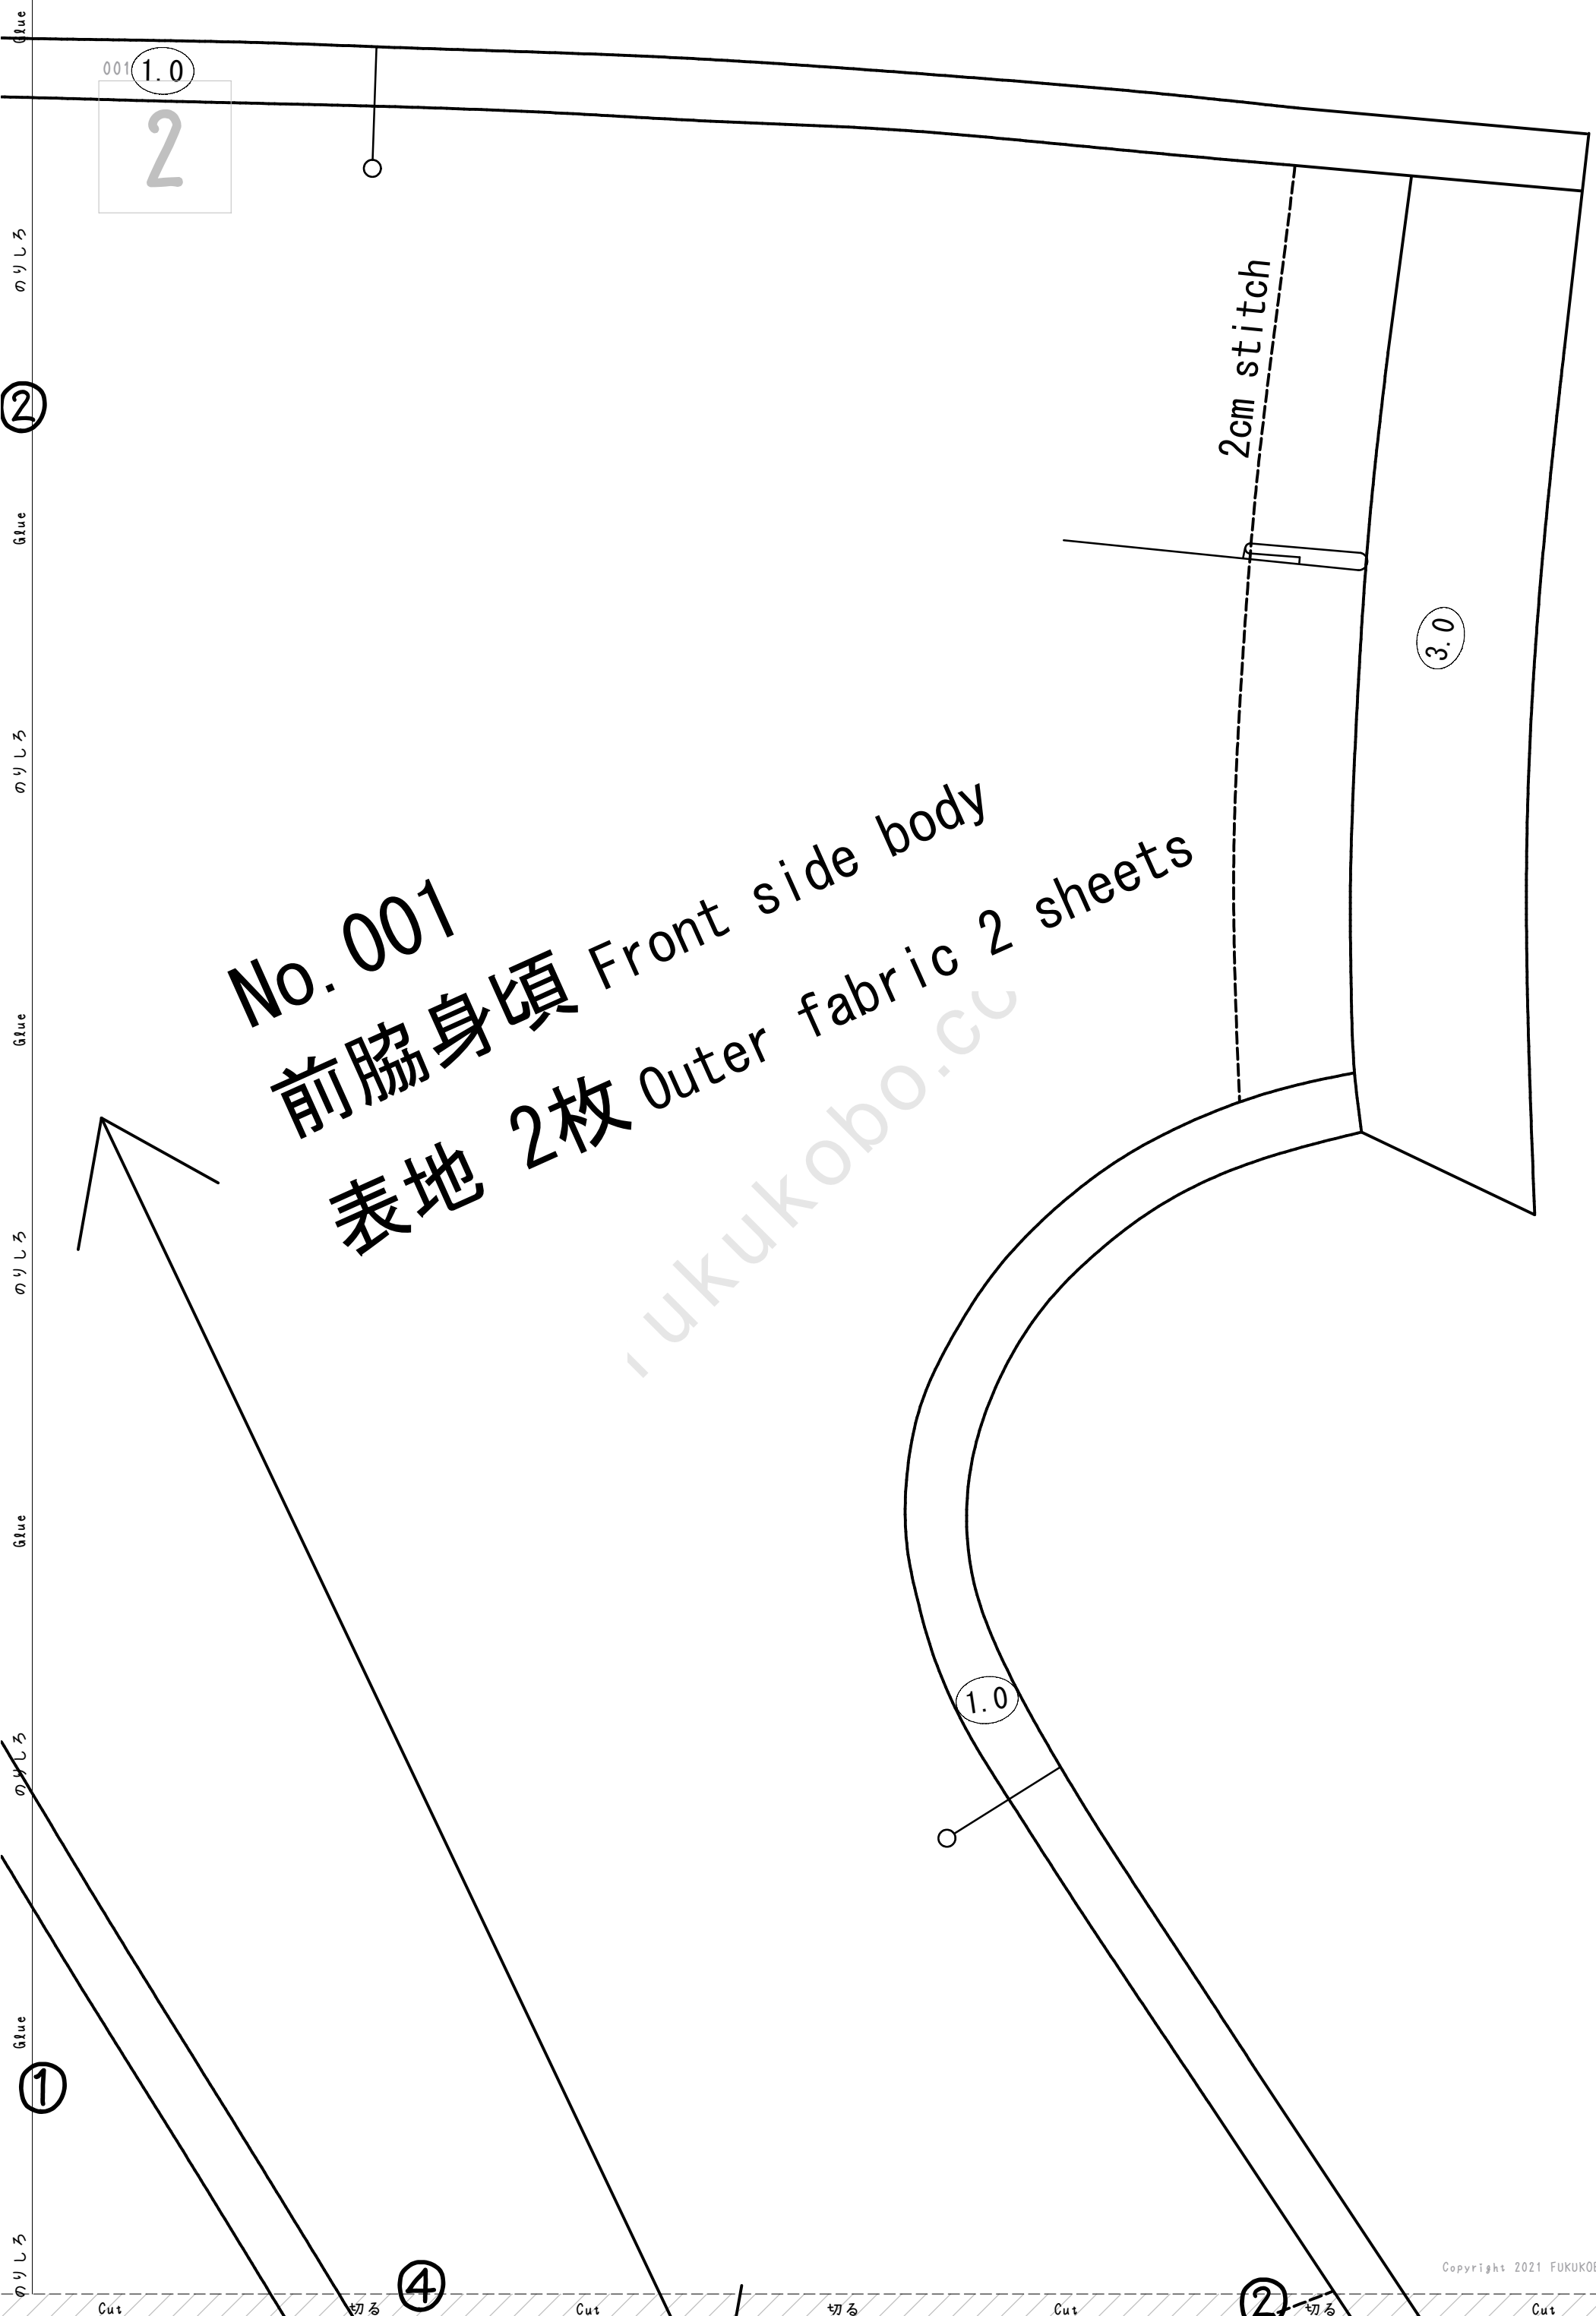 Glue
001
1.0
2
のりしろ
②
Glue
2cm stitch
3.0
のりしろ
No.001
前脇身頃 Front side body
表地 2枚 Outer fabric 2 sheets
ukukobo.co
Glue
のりしろ
Glue
1.0
のりしろ
Glue
①
のりしろ
④
②
Copyright 2021 FUKUKO
Cut
切る
Cut
切る
Cut
切る
Cut